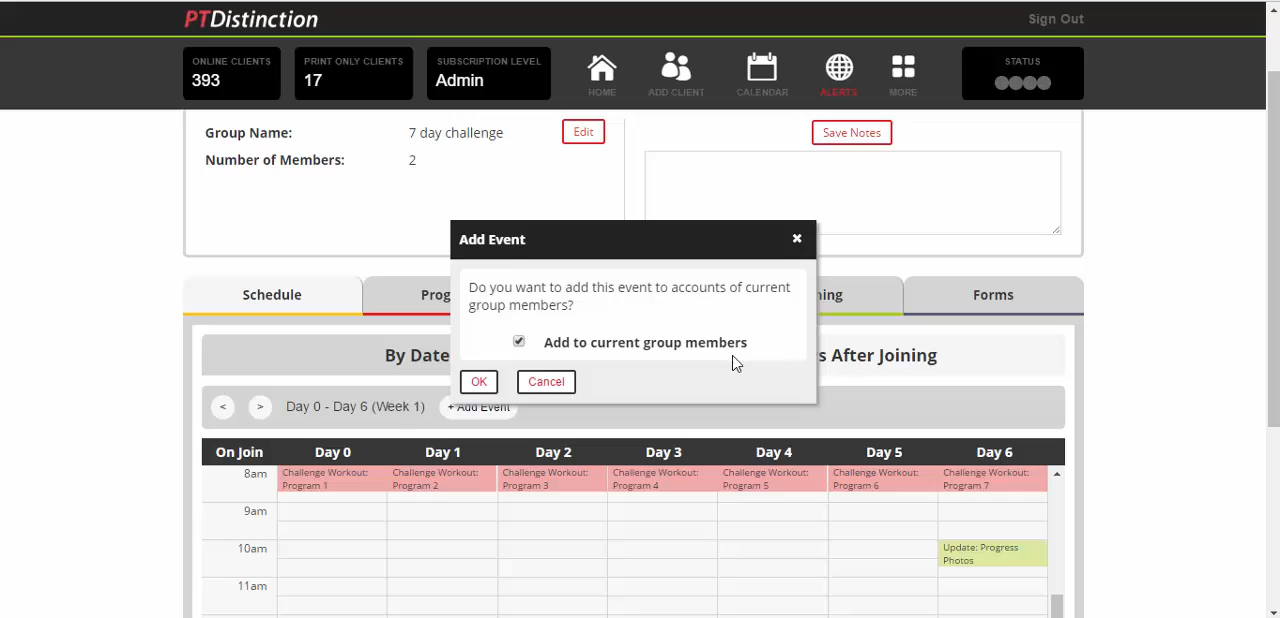 PTDistinction
Sign Out
ONLINE CLIENTS
393
PRINT ONLY CLIENTS
17
SUBSCRIPTION LEVEL
Admin
HOME
ADD CLIENT
CALENDAR
ALERTS
MORE
STATUS
Group Name:
7 day challenge
Edit
Number of Members:
2
Save Notes
Add Event
Do you want to add this event to accounts of current
group members?
Add to current group members
OK
Cancel
Schedule
Prog
ning
Forms
By Date
s After Joining
<
>
Day 0 - Day 6 (Week 1)
+ Add Event
On Join
Day 0
Day 1
Day 2
Day 3
Day 4
Day 5
Day 6
8am
Challenge Workout:
Program 1
Challenge Workout:
Program 2
Challenge Workout:
Program 3
Challenge Workout:
Program 4
Challenge Workout:
Program 5
Challenge Workout:
Program 6
Challenge Workout:
Program 7
9am
10am
Update: Progress
Photos
11am